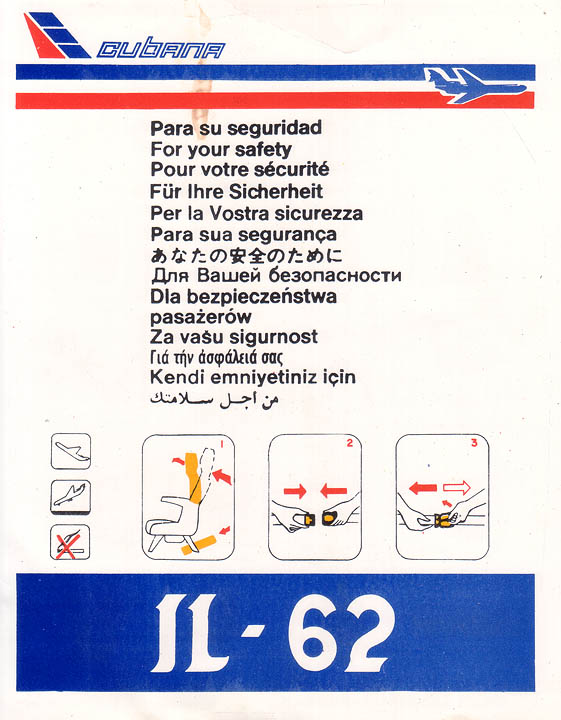 CUBANA
Para su seguridad
For your safety
Pour votre sécurité
Für Ihre Sicherheit
Per la Vostra sicurezza
Para sua segurança
あなたの安全のために
Для Вашей безопасности
Dla bezpieczeństwa
pasażerów
Za vašu sigurnost
Γιά τήν ἀσφάλειά σας
Kendi emniyetiniz için
من اجل سلامتك
1 2 3
IL-62